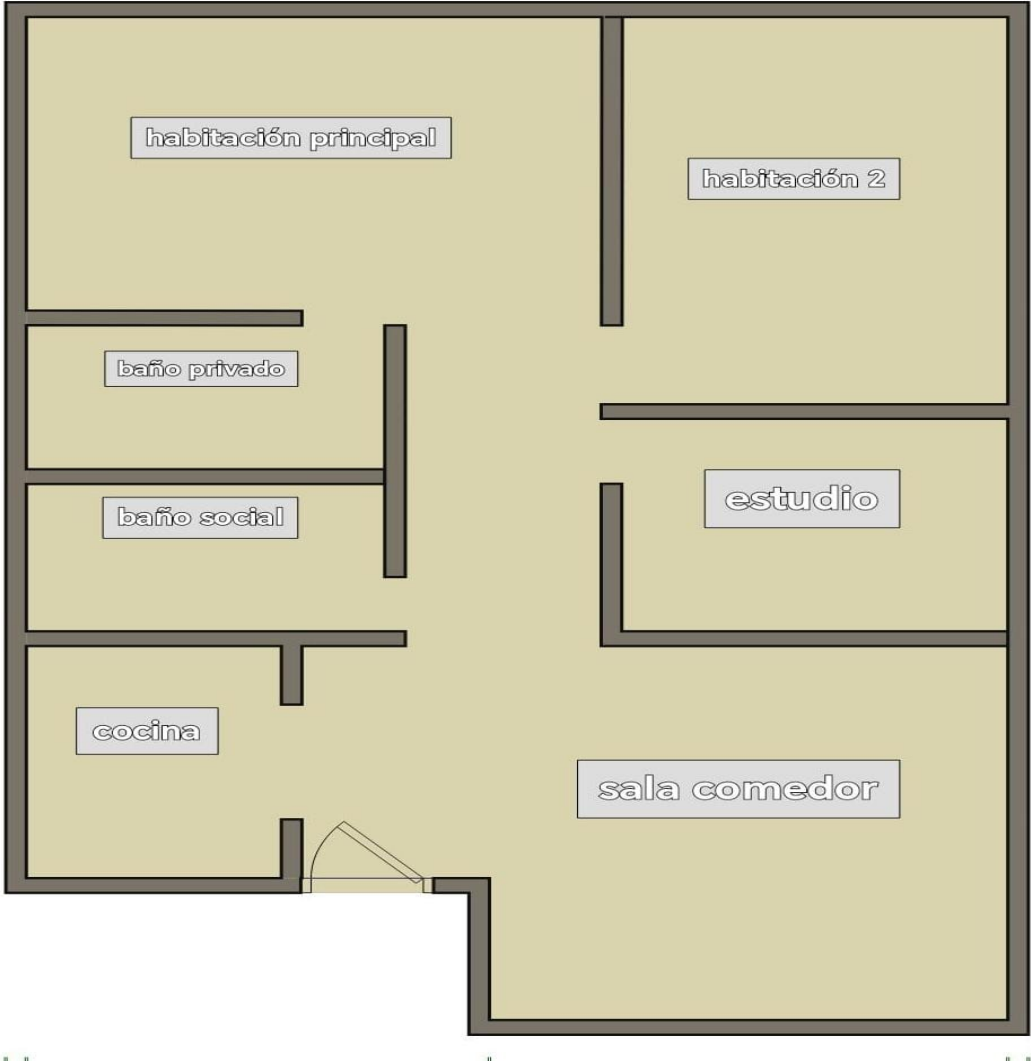 habitación principal
habitación 2
baño privado
baño social
estudio
cocina
sala comedor